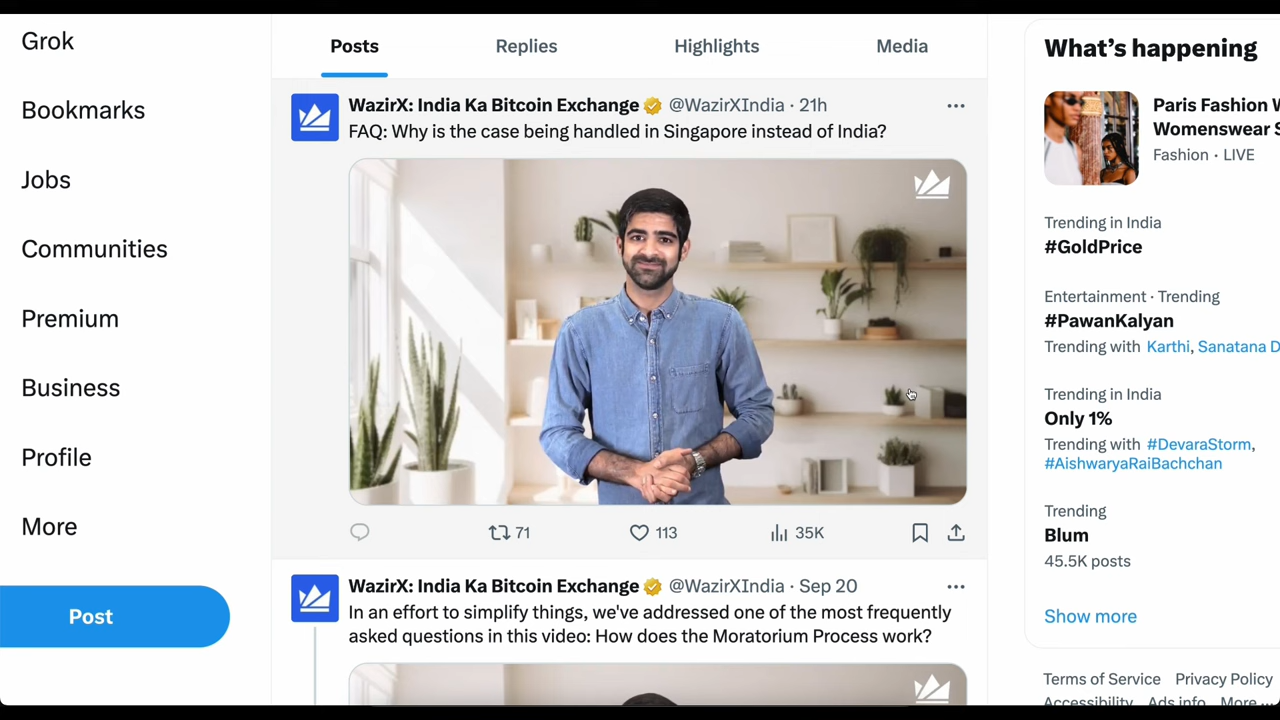 Grok
Bookmarks
Jobs
Communities
Premium
Business
Profile
More
Post
Posts
Replies
Highlights
Media
WazirX: India Ka Bitcoin Exchange @WazirXIndia · 21h
FAQ: Why is the case being handled in Singapore instead of India?
71
113
35K
WazirX: India Ka Bitcoin Exchange @WazirXIndia · Sep 20
In an effort to simplify things, we've addressed one of the most frequently
asked questions in this video: How does the Moratorium Process work?
What’s happening
Paris Fashion W
Womenswear S
Fashion · LIVE
Trending in India
#GoldPrice
Entertainment · Trending
#PawanKalyan
Trending with Karthi, Sanatana D
Trending in India
Only 1%
Trending with #DevaraStorm,
#AishwaryaRaiBachchan
Trending
Blum
45.5K posts
Show more
Terms of Service Privacy Policy
Accessibility Ads info More ...